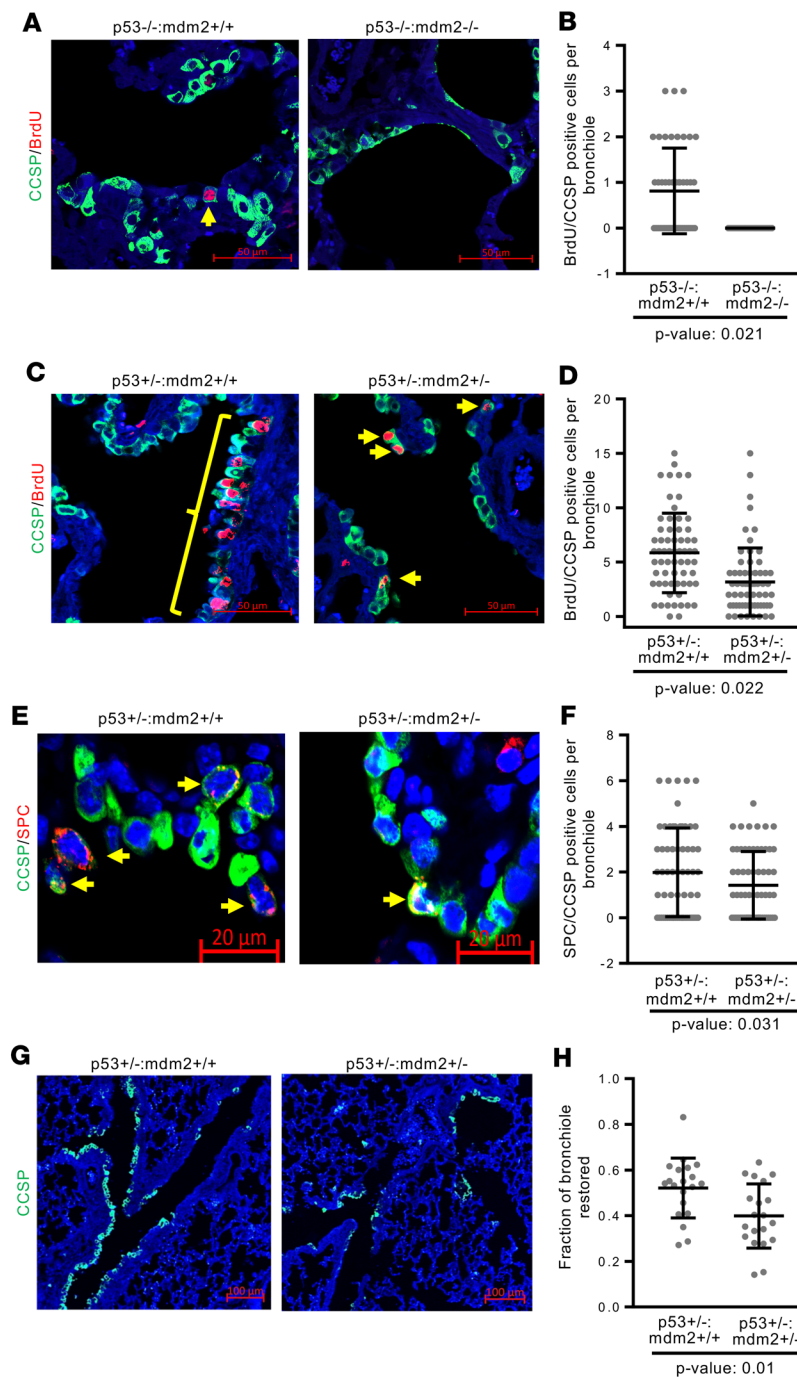 A
p53-/-:mdm2+/+
p53-/-:mdm2-/-
CCSP/BrdU
50 µm
50 µm
B
BrdU/CCSP positive cells per
bronchiole
4
3
2
1
0
-1
p53-/-:
mdm2+/+
p53-/-:
mdm2-/-
p-value: 0.021
C
p53+/-:mdm2+/+
p53+/-:mdm2+/-
CCSP/BrdU
50 µm
50 µm
D
BrdU/CCSP positive cells per
bronchiole
20
15
10
5
0
p53+/-:
mdm2+/+
p53+/-:
mdm2+/-
p-value: 0.022
E
p53+/-:mdm2+/+
p53+/-:mdm2+/-
CCSP/SPC
20 µm
20 µm
F
SPC/CCSP positive cells per
bronchiole
8
6
4
2
0
-2
p53+/-:
mdm2+/+
p53+/-:
mdm2+/-
p-value: 0.031
G
p53+/-:mdm2+/+
p53+/-:mdm2+/-
CCSP
100 µm
100 µm
H
Fraction of bronchiole
restored
1.0
0.8
0.6
0.4
0.2
0.0
p53+/-:
mdm2+/+
p53+/-:
mdm2+/-
p-value: 0.01